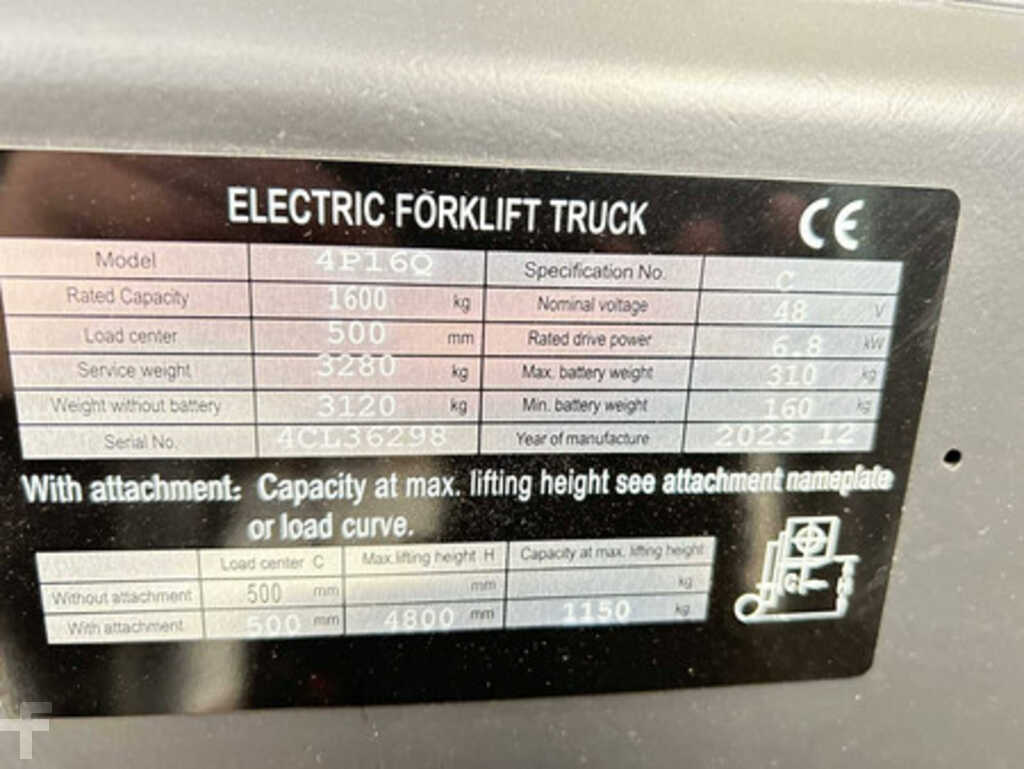 ELECTRIC FORKLIFT TRUCK CE
Model 4P16Q Specification No. C
Rated Capacity 1600 kg Nominal voltage 48 V
Load center 500 mm Rated drive power 6.8 kW
Service weight 3280 kg Max. battery weight 310 kg
Weight without battery 3120 kg Min. battery weight 160 kg
Serial No. 4CL36298 Year of manufacture 2023 12
With attachment: Capacity at max. lifting height see attachment nameplate
or load curve.
Load center C Max.lifting height H Capacity at max. lifting height
Without attachment 500 mm mm kg
With attachment 500 mm 4800 mm 1150 kg